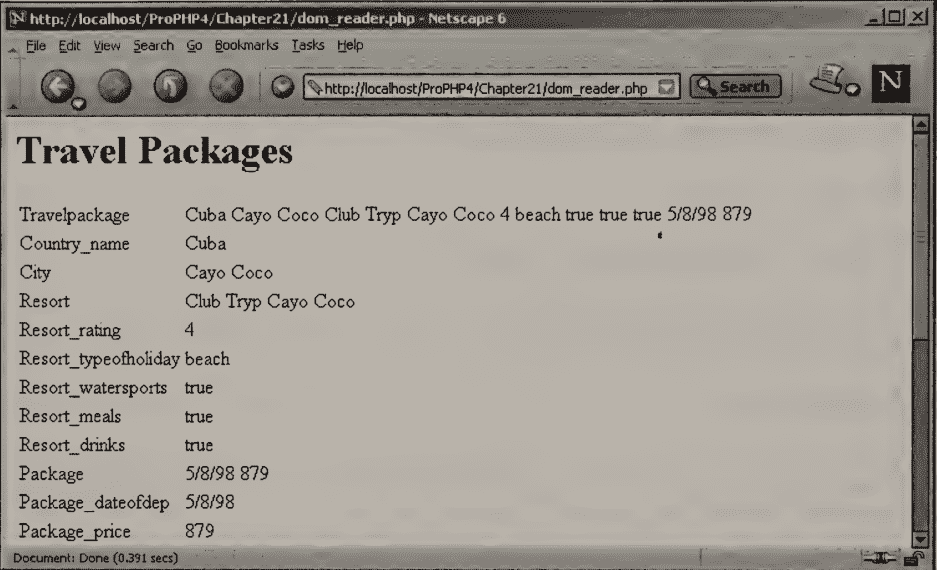 http://localhost/ProPHP4/Chapter21/dom_reader.php - Netscape 6
File Edit View Search Go Bookmarks Tasks Help
http://localhost/ProPHP4/Chapter21/dom_reader.php Search N
Travel Packages
Travelpackage Cuba Cayo Coco Club Tryp Cayo Coco 4 beach true true true 5/8/98 879
Country_name Cuba
City Cayo Coco
Resort Club Tryp Cayo Coco
Resort_rating 4
Resort_typeofholiday beach
Resort_watersports true
Resort_meals true
Resort_drinks true
Package 5/8/98 879
Package_dateofdep 5/8/98
Package_price 879
Document: Done (0.391 secs)